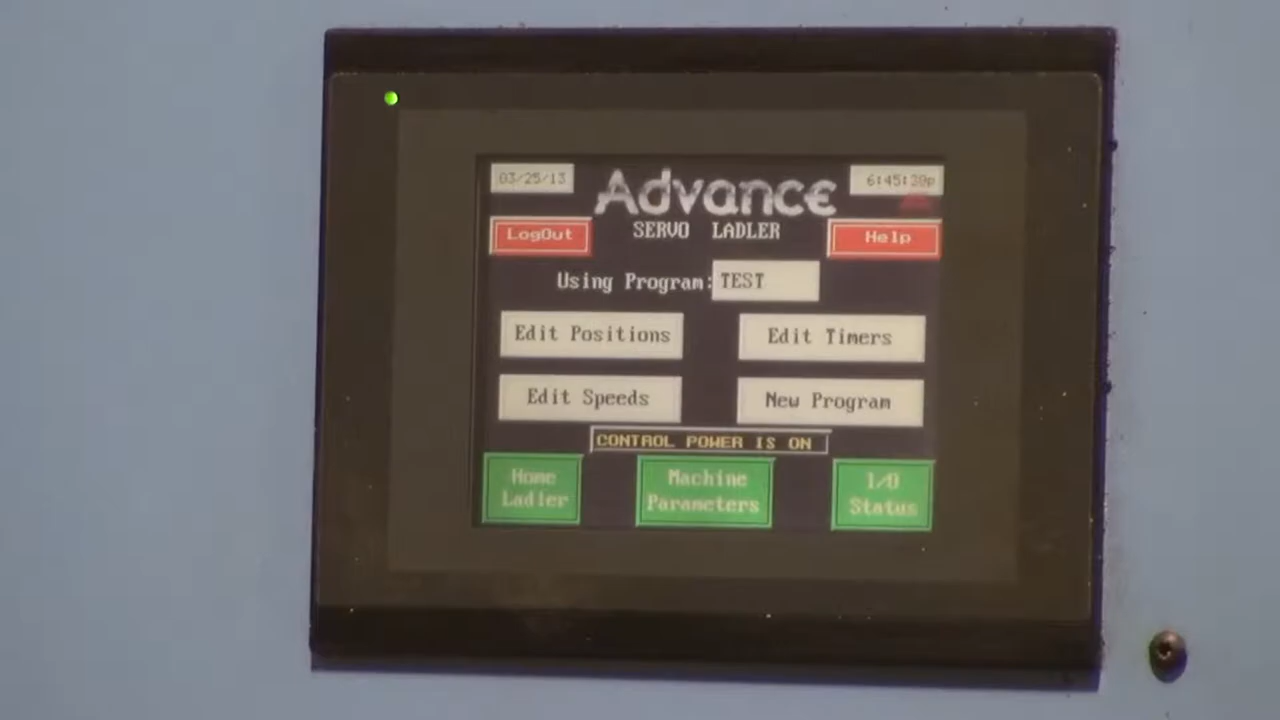 03/25/13
Advance
6:45:39p
LogOut
SERVO LADLER
Help
Using Program: TEST
Edit Positions
Edit Timers
Edit Speeds
New Program
CONTROL POWER IS ON
Home
Ladler
Machine
Parameters
I/O
Status